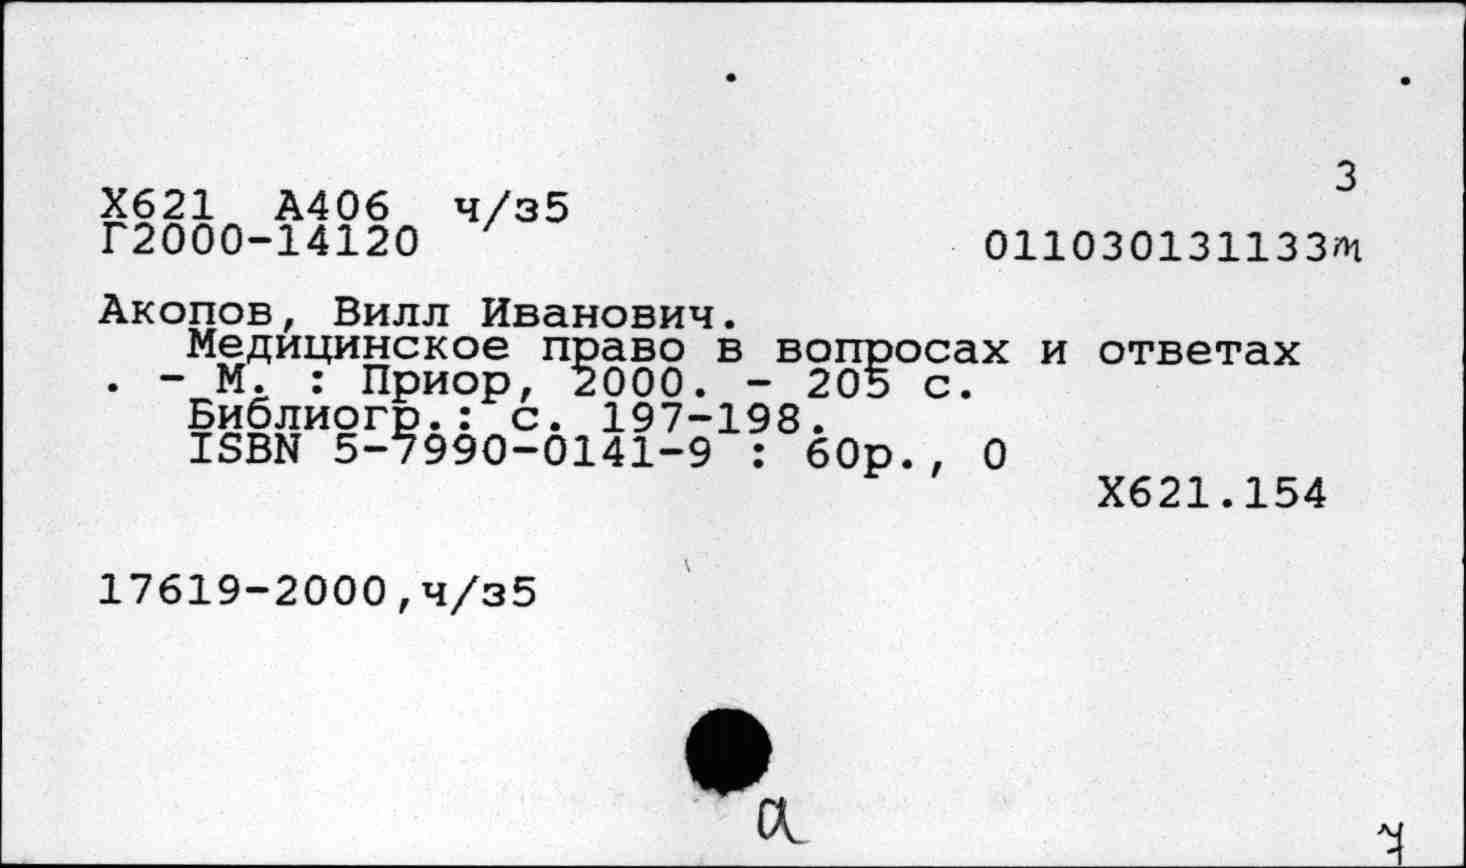 3
Х621 А406 ч/з5
Г2000-14120
011030131133м
Акопов, Вилл Иванович.
Медицинское право в вопросах и ответах
. - М. : Приор, 2000. - 205 с.
Библиогр.: с. 197-198.
ISBN 5-7990-0141-9 : 60р., 0
Х621.154
17619-2000,ч/з5
а